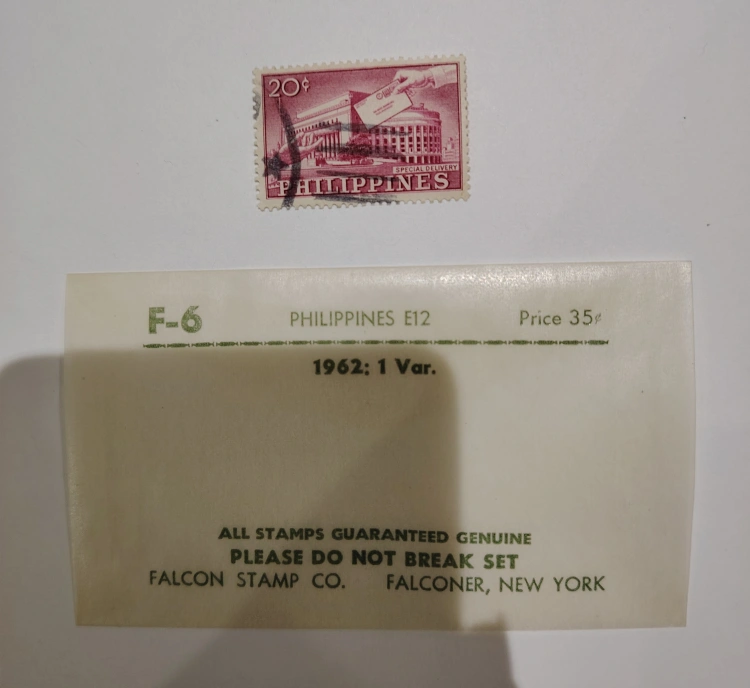 20¢
SPECIAL DELIVERY
PHILIPPINES
F-6 PHILIPPINES E12 Price 35¢
1962: 1 Var.
ALL STAMPS GUARANTEED GENUINE
PLEASE DO NOT BREAK SET
FALCON STAMP CO. FALCONER, NEW YORK